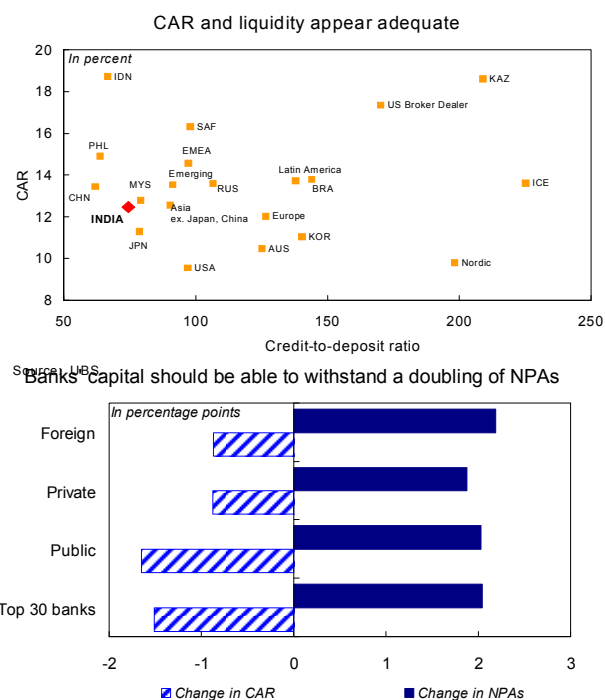 CAR and liquidity appear adequate
20
18
16
14
12
10
8
CAR
In percent
IDN
KAZ
US Broker Dealer
SAF
PHL
EMEA
Latin America
CHN
MYS
Emerging
RUS
BRA
ICE
INDIA
Asia
ex. Japan, China
Europe
JPN
KOR
AUS
USA
Nordic
50
100
150
200
250
Credit-to-deposit ratio
Source: UBS
Banks' capital should be able to withstand a doubling of NPAs
In percentage points
Foreign
Private
Public
Top 30 banks
-2
-1
0
1
2
3
Change in CAR
Change in NPAs